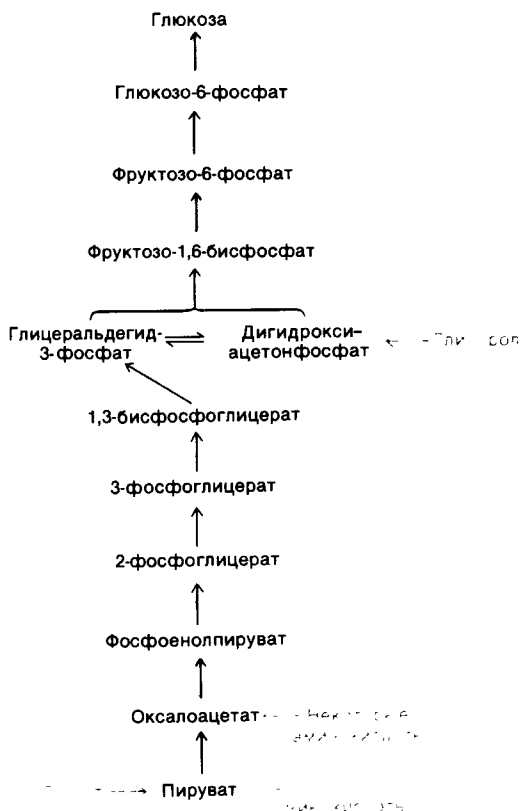 Глюкоза
Глюкозо-6-фосфат
Фруктозо-6-фосфат
Фруктозо-1,6-бисфосфат
Глицеральдегид-
3-фосфат
Дигидрокси-
ацетонфосфат
1,3-бисфосфоглицерат
3-фосфоглицерат
2-фосфоглицерат
Фосфоенолпируват
Оксалоацетат
Пируват